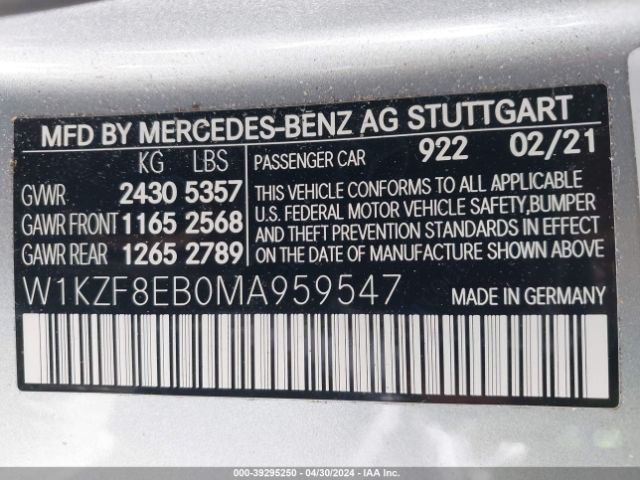 MFD BY MERCEDES-BENZ AG STUTTGART
KG LBS
GVWR 2430 5357
GAWR FRONT 1165 2568
GAWR REAR 1265 2789
PASSENGER CAR 922 02/21
THIS VEHICLE CONFORMS TO ALL APPLICABLE
U.S. FEDERAL MOTOR VEHICLE SAFETY,BUMPER
AND THEFT PREVENTION STANDARDS IN EFFECT
ON THE DATE OF MANUFACTURE SHOWN ABOVE.
W1KZF8EB0MA959547 MADE IN GERMANY
000-39295250 - 04/30/2024 - IAAI.com